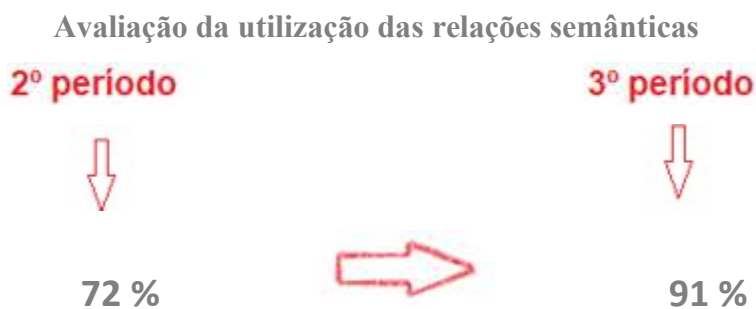 Avaliação da utilização das relações semânticas
2º período 3º período
72 % 91 %